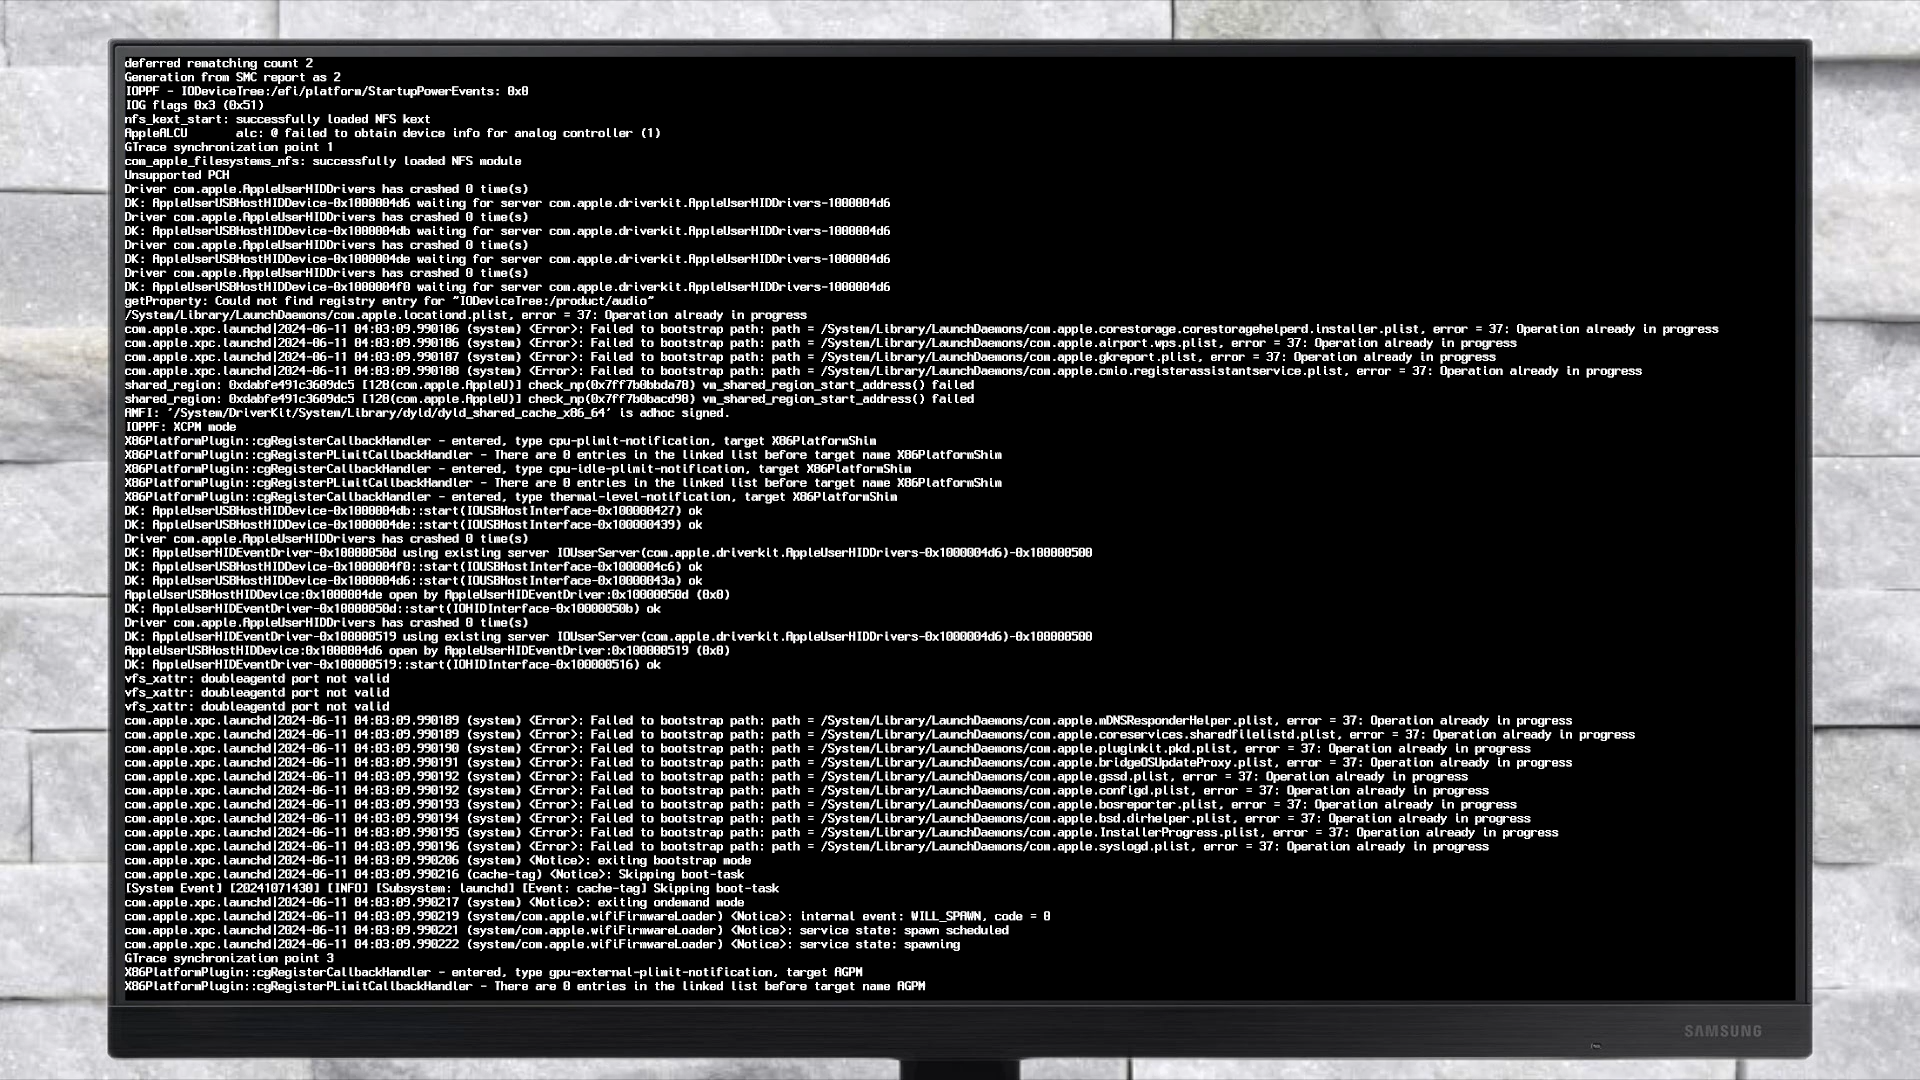 deferred rematching count 2
Generation from SMC report as 2
IOPPF - IODeviceTree:/efi/platform/StartupPowerEvents: 0x0
IOG flags 0x3 (0x51)
nfs_kext_start: successfully loaded NFS kext
AppleALCU       alc: @ failed to obtain device info for analog controller (1)
GTrace synchronization point 1
com_apple_filesystems_nfs: successfully loaded NFS module
Unsupported PCH
Driver com.apple.AppleUserHIDDrivers has crashed 0 time(s)
DK: AppleUserUSBHostHIDDevice-0x1000004d6 waiting for server com.apple.driverkit.AppleUserHIDDrivers-1000004d6
Driver com.apple.AppleUserHIDDrivers has crashed 0 time(s)
DK: AppleUserUSBHostHIDDevice-0x1000004db waiting for server com.apple.driverkit.AppleUserHIDDrivers-1000004d6
Driver com.apple.AppleUserHIDDrivers has crashed 0 time(s)
DK: AppleUserUSBHostHIDDevice-0x1000004de waiting for server com.apple.driverkit.AppleUserHIDDrivers-1000004d6
Driver com.apple.AppleUserHIDDrivers has crashed 0 time(s)
DK: AppleUserUSBHostHIDDevice-0x1000004f0 waiting for server com.apple.driverkit.AppleUserHIDDrivers-1000004d6
getProperty: Could not find registry entry for "IODeviceTree:/product/audio"
/System/Library/LaunchDaemons/com.apple.locationd.plist, error = 37: Operation already in progress
com.apple.xpc.launchd|2024-06-11 04:03:09.990186 (system) <Error>: Failed to bootstrap path: path = /System/Library/LaunchDaemons/com.apple.corestorage.corestoragehelperd.installer.plist, error = 37: Operation already in progress
com.apple.xpc.launchd|2024-06-11 04:03:09.990186 (system) <Error>: Failed to bootstrap path: path = /System/Library/LaunchDaemons/com.apple.airport.wps.plist, error = 37: Operation already in progress
com.apple.xpc.launchd|2024-06-11 04:03:09.990187 (system) <Error>: Failed to bootstrap path: path = /System/Library/LaunchDaemons/com.apple.gkreport.plist, error = 37: Operation already in progress
com.apple.xpc.launchd|2024-06-11 04:03:09.990188 (system) <Error>: Failed to bootstrap path: path = /System/Library/LaunchDaemons/com.apple.cmio.registerassistantservice.plist, error = 37: Operation already in progress
shared_region: 0xdabfe491c3609dc5 [128(com.apple.AppleU)] check_np(0x7ff7b0bbda78) vm_shared_region_start_address() failed
shared_region: 0xdabfe491c3609dc5 [128(com.apple.AppleU)] check_np(0x7ff7b0bacd98) vm_shared_region_start_address() failed
AMFI: '/System/DriverKit/System/Library/dyld/dyld_shared_cache_x86_64' is adhoc signed.
IOPPF: XCPM mode
X86PlatformPlugin::cgRegisterCallbackHandler - entered, type cpu-plimit-notification, target X86PlatformShim
X86PlatformPlugin::cgRegisterPLimitCallbackHandler - There are 0 entries in the linked list before target name X86PlatformShim
X86PlatformPlugin::cgRegisterCallbackHandler - entered, type cpu-idle-plimit-notification, target X86PlatformShim
X86PlatformPlugin::cgRegisterPLimitCallbackHandler - There are 0 entries in the linked list before target name X86PlatformShim
X86PlatformPlugin::cgRegisterCallbackHandler - entered, type thermal-level-notification, target X86PlatformShim
DK: AppleUserUSBHostHIDDevice-0x1000004db::start(IOUSBHostInterface-0x100000427) ok
DK: AppleUserUSBHostHIDDevice-0x1000004de::start(IOUSBHostInterface-0x100000439) ok
Driver com.apple.AppleUserHIDDrivers has crashed 0 time(s)
DK: AppleUserHIDEventDriver-0x10000050d using existing server IOUserServer(com.apple.driverkit.AppleUserHIDDrivers-0x1000004d6)-0x100000500
DK: AppleUserUSBHostHIDDevice-0x1000004f0::start(IOUSBHostInterface-0x1000004c6) ok
DK: AppleUserUSBHostHIDDevice-0x1000004d6::start(IOUSBHostInterface-0x10000043a) ok
AppleUserUSBHostHIDDevice:0x1000004de open by AppleUserHIDEventDriver:0x10000050d (0x0)
DK: AppleUserHIDEventDriver-0x10000050d::start(IOHIDInterface-0x10000050b) ok
Driver com.apple.AppleUserHIDDrivers has crashed 0 time(s)
DK: AppleUserHIDEventDriver-0x100000519 using existing server IOUserServer(com.apple.driverkit.AppleUserHIDDrivers-0x1000004d6)-0x100000500
AppleUserUSBHostHIDDevice:0x1000004d6 open by AppleUserHIDEventDriver:0x100000519 (0x0)
DK: AppleUserHIDEventDriver-0x100000519::start(IOHIDInterface-0x100000516) ok
vfs_xattr: doubleagentd port not valid
vfs_xattr: doubleagentd port not valid
vfs_xattr: doubleagentd port not valid
com.apple.xpc.launchd|2024-06-11 04:03:09.990189 (system) <Error>: Failed to bootstrap path: path = /System/Library/LaunchDaemons/com.apple.mDNSResponderHelper.plist, error = 37: Operation already in progress
com.apple.xpc.launchd|2024-06-11 04:03:09.990189 (system) <Error>: Failed to bootstrap path: path = /System/Library/LaunchDaemons/com.apple.coreservices.sharedfilelistd.plist, error = 37: Operation already in progress
com.apple.xpc.launchd|2024-06-11 04:03:09.990190 (system) <Error>: Failed to bootstrap path: path = /System/Library/LaunchDaemons/com.apple.pluginkit.pkd.plist, error = 37: Operation already in progress
com.apple.xpc.launchd|2024-06-11 04:03:09.990191 (system) <Error>: Failed to bootstrap path: path = /System/Library/LaunchDaemons/com.apple.bridgeOSUpdateProxy.plist, error = 37: Operation already in progress
com.apple.xpc.launchd|2024-06-11 04:03:09.990192 (system) <Error>: Failed to bootstrap path: path = /System/Library/LaunchDaemons/com.apple.gssd.plist, error = 37: Operation already in progress
com.apple.xpc.launchd|2024-06-11 04:03:09.990192 (system) <Error>: Failed to bootstrap path: path = /System/Library/LaunchDaemons/com.apple.configd.plist, error = 37: Operation already in progress
com.apple.xpc.launchd|2024-06-11 04:03:09.990193 (system) <Error>: Failed to bootstrap path: path = /System/Library/LaunchDaemons/com.apple.bosreporter.plist, error = 37: Operation already in progress
com.apple.xpc.launchd|2024-06-11 04:03:09.990194 (system) <Error>: Failed to bootstrap path: path = /System/Library/LaunchDaemons/com.apple.bsd.dirhelper.plist, error = 37: Operation already in progress
com.apple.xpc.launchd|2024-06-11 04:03:09.990195 (system) <Error>: Failed to bootstrap path: path = /System/Library/LaunchDaemons/com.apple.InstallerProgress.plist, error = 37: Operation already in progress
com.apple.xpc.launchd|2024-06-11 04:03:09.990196 (system) <Error>: Failed to bootstrap path: path = /System/Library/LaunchDaemons/com.apple.syslogd.plist, error = 37: Operation already in progress
com.apple.xpc.launchd|2024-06-11 04:03:09.990206 (system) <Notice>: exiting bootstrap mode
com.apple.xpc.launchd|2024-06-11 04:03:09.990216 (cache-tag) <Notice>: Skipping boot-task
[System Event] [20241071430] [INFO] [Subsystem: launchd] [Event: cache-tag] Skipping boot-task
com.apple.xpc.launchd|2024-06-11 04:03:09.990217 (system) <Notice>: exiting ondemand mode
com.apple.xpc.launchd|2024-06-11 04:03:09.990219 (system/com.apple.wifiFirmwareLoader) <Notice>: internal event: WILL_SPAWN, code = 0
com.apple.xpc.launchd|2024-06-11 04:03:09.990221 (system/com.apple.wifiFirmwareLoader) <Notice>: service state: spawn scheduled
com.apple.xpc.launchd|2024-06-11 04:03:09.990222 (system/com.apple.wifiFirmwareLoader) <Notice>: service state: spawning
GTrace synchronization point 3
X86PlatformPlugin::cgRegisterCallbackHandler - entered, type gpu-external-plimit-notification, target AGPM
X86PlatformPlugin::cgRegisterPLimitCallbackHandler - There are 0 entries in the linked list before target name AGPM
SAMSUNG